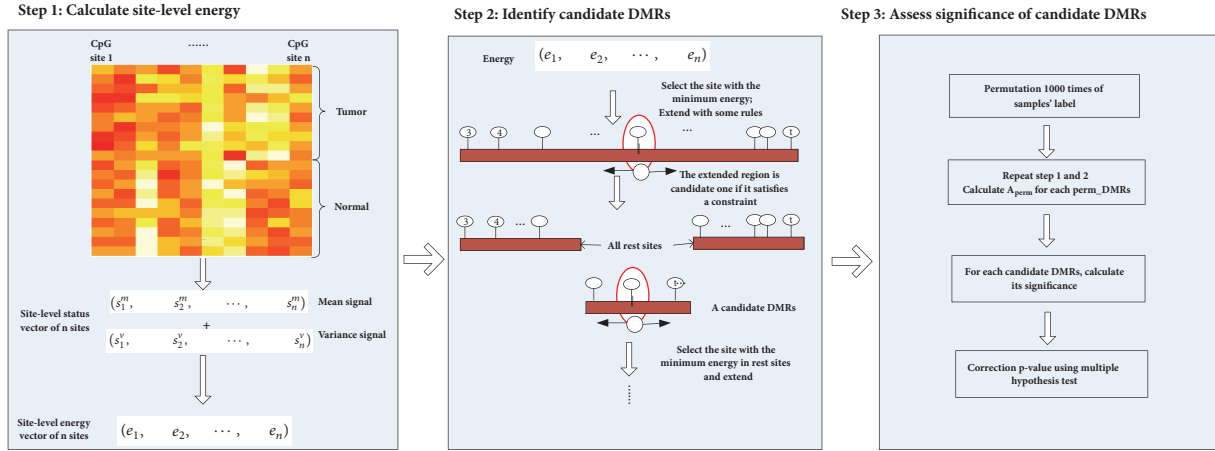 Step 1: Calculate site-level energy
CpG
site 1
......
CpG
site n
Tumor
Normal
Site-level status
vector of n sites
(s₁ᵐ, s₂ᵐ, ⋯, sₙᵐ)
Mean signal
+
(s₁ᵛ, s₂ᵛ, ⋯, sₙᵛ)
Variance signal
Site-level energy
vector of n sites
(e₁, e₂, ⋯, eₙ)
Step 2: Identify candidate DMRs
Energy
(e₁, e₂, ⋯, eₙ)
Select the site with the
minimum energy;
Extend with some rules
3 4 ... ... t
The extended region is
candidate one if it satisfies
a constraint
3 4 ... ... t
All rest sites
t...
A candidate DMRs
Select the site with the
minimum energy in rest sites
and extend
......
Step 3: Assess significance of candidate DMRs
Permutation 1000 times of
samples' label
Repeat step 1 and 2
Calculate Aₚₑᵣₘ for each perm_DMRs
For each candidate DMRs, calculate
its significance
Correction p-value using multiple
hypothesis test